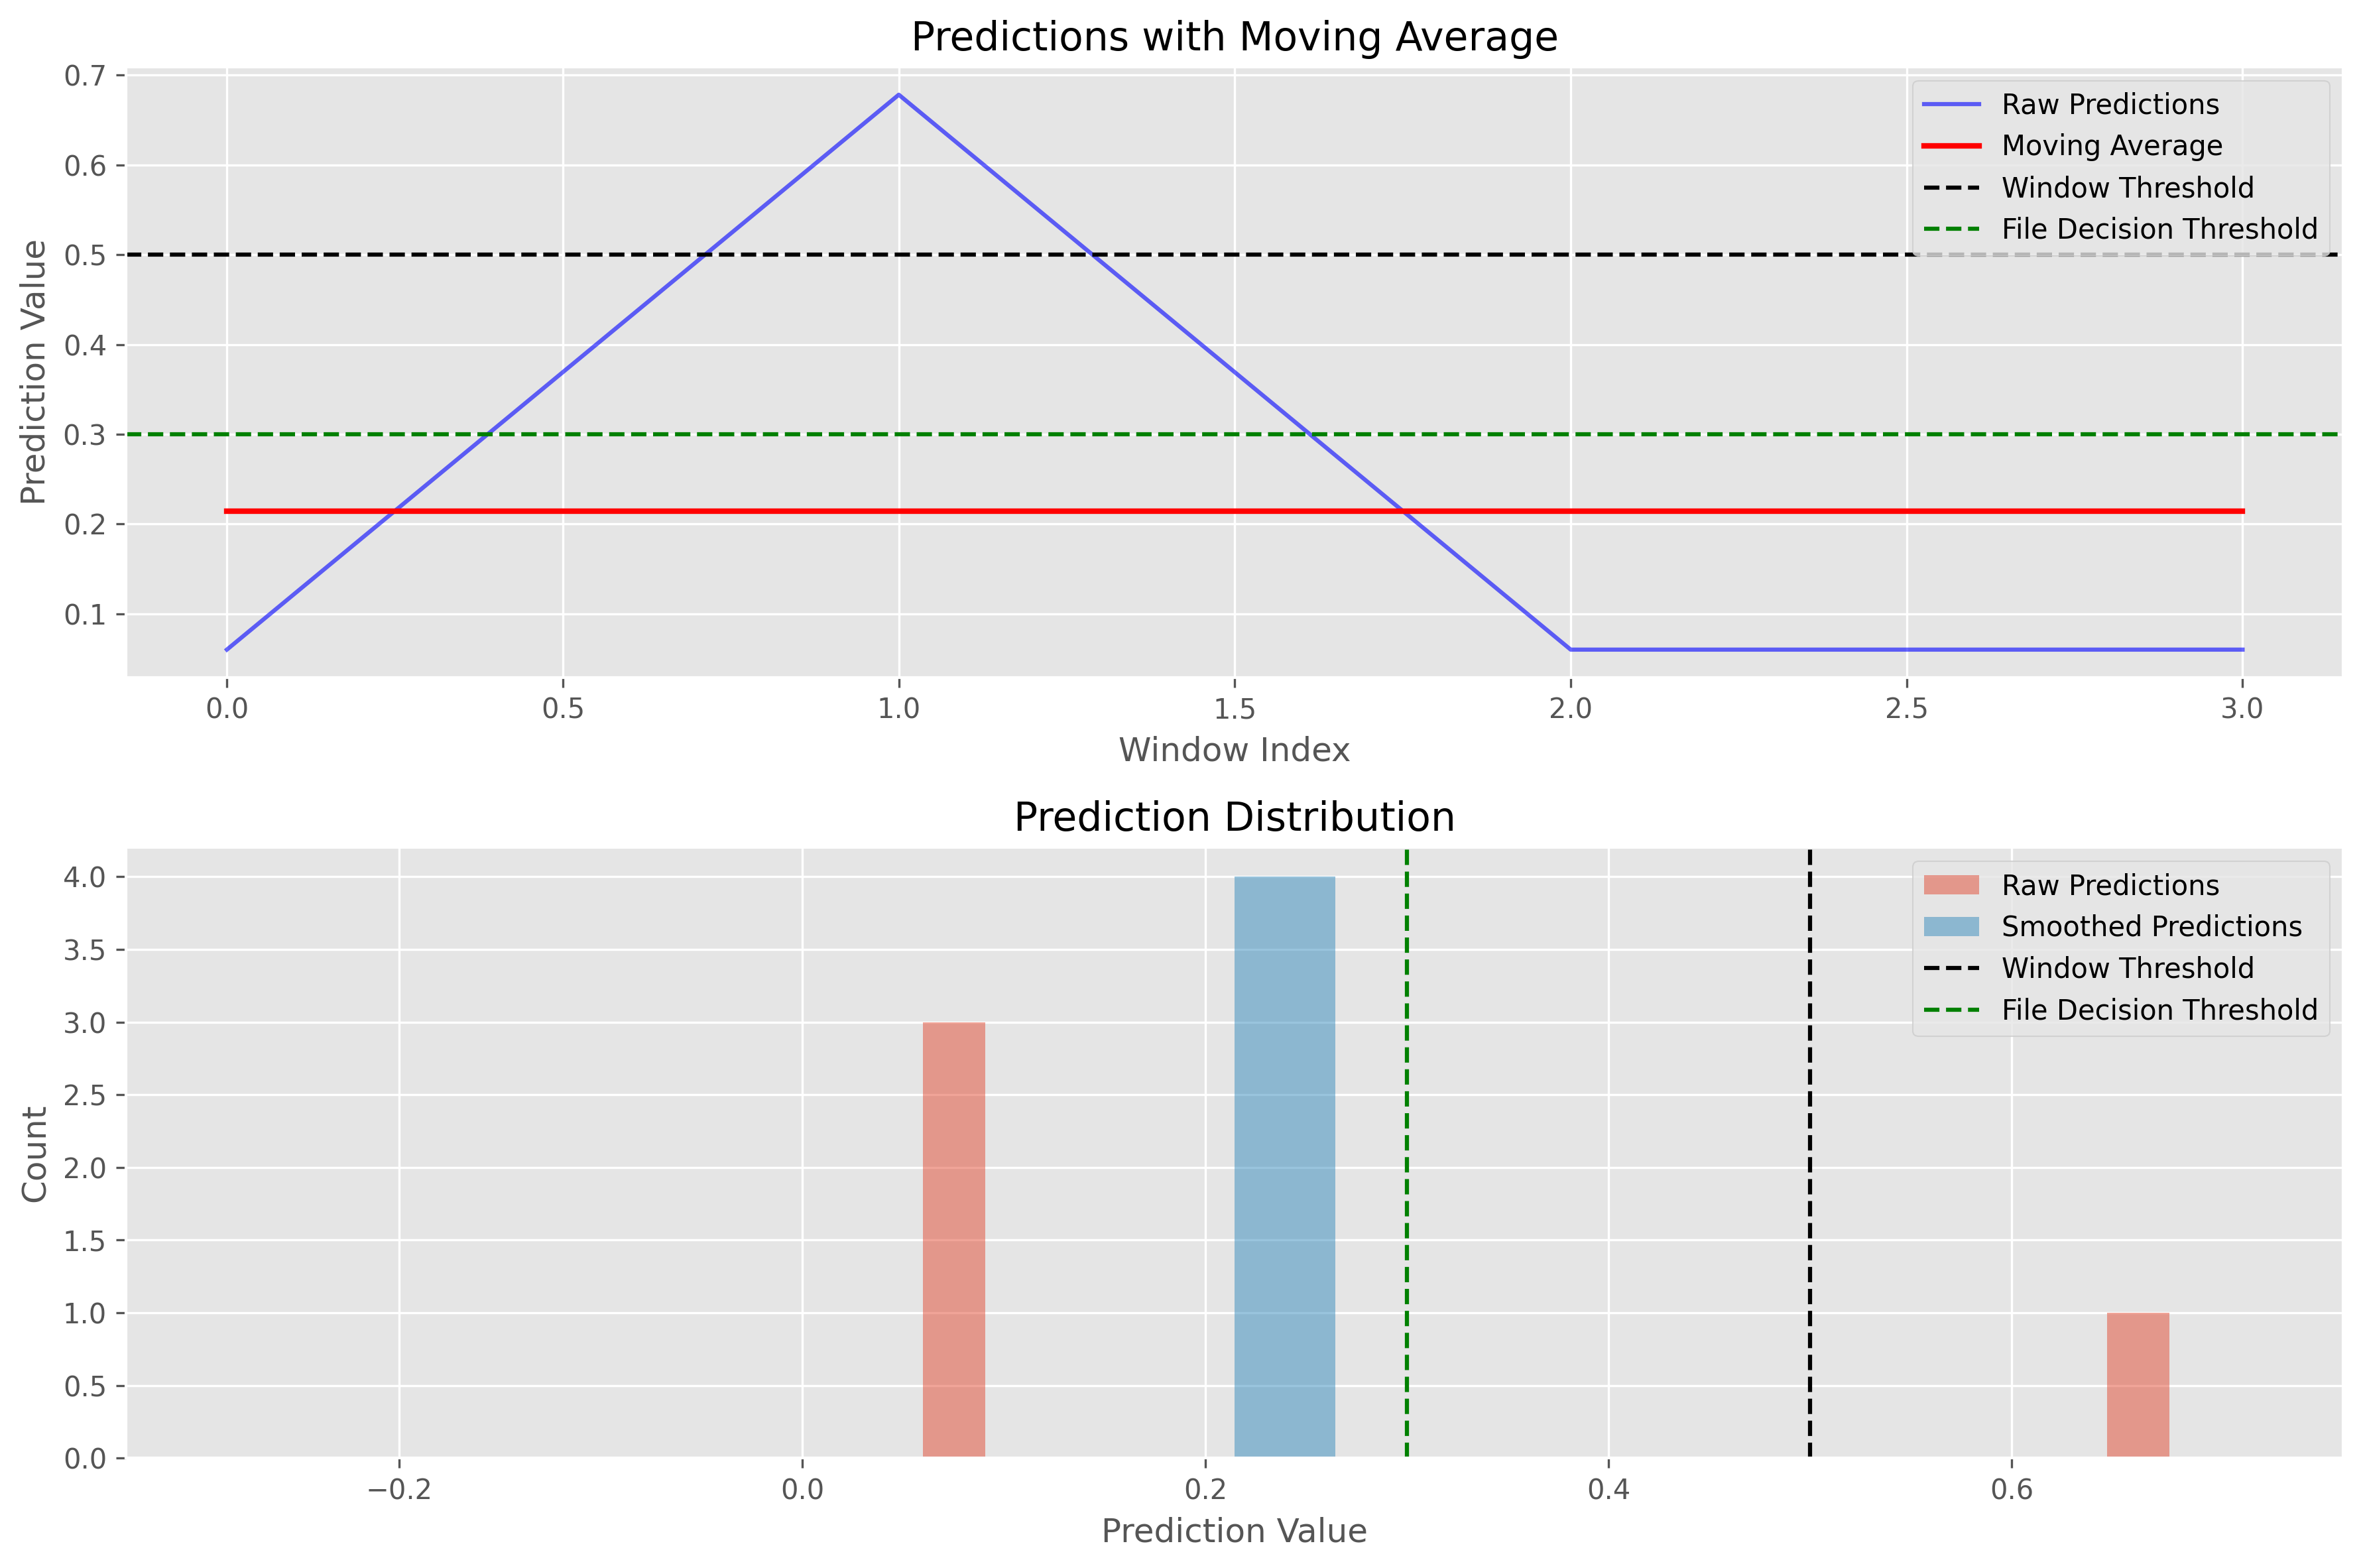 Predictions with Moving Average
0.7
0.6
0.5
0.4
0.3
0.2
0.1
Prediction Value
Raw Predictions
Moving Average
Window Threshold
File Decision Threshold
0.0 0.5 1.0 1.5 2.0 2.5 3.0
Window Index
Prediction Distribution
4.0
3.5
3.0
2.5
2.0
1.5
1.0
0.5
0.0
Count
Raw Predictions
Smoothed Predictions
Window Threshold
File Decision Threshold
−0.2 0.0 0.2 0.4 0.6
Prediction Value